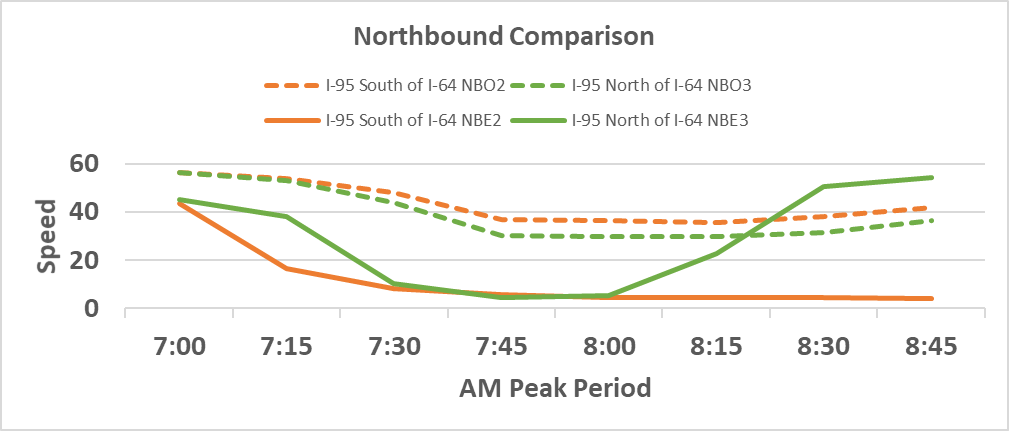 Northbound Comparison
I-95 South of I-64 NBO2 I-95 North of I-64 NBO3
I-95 South of I-64 NBE2 I-95 North of I-64 NBE3
60
40
20
0
Speed
7:00 7:15 7:30 7:45 8:00 8:15 8:30 8:45
AM Peak Period